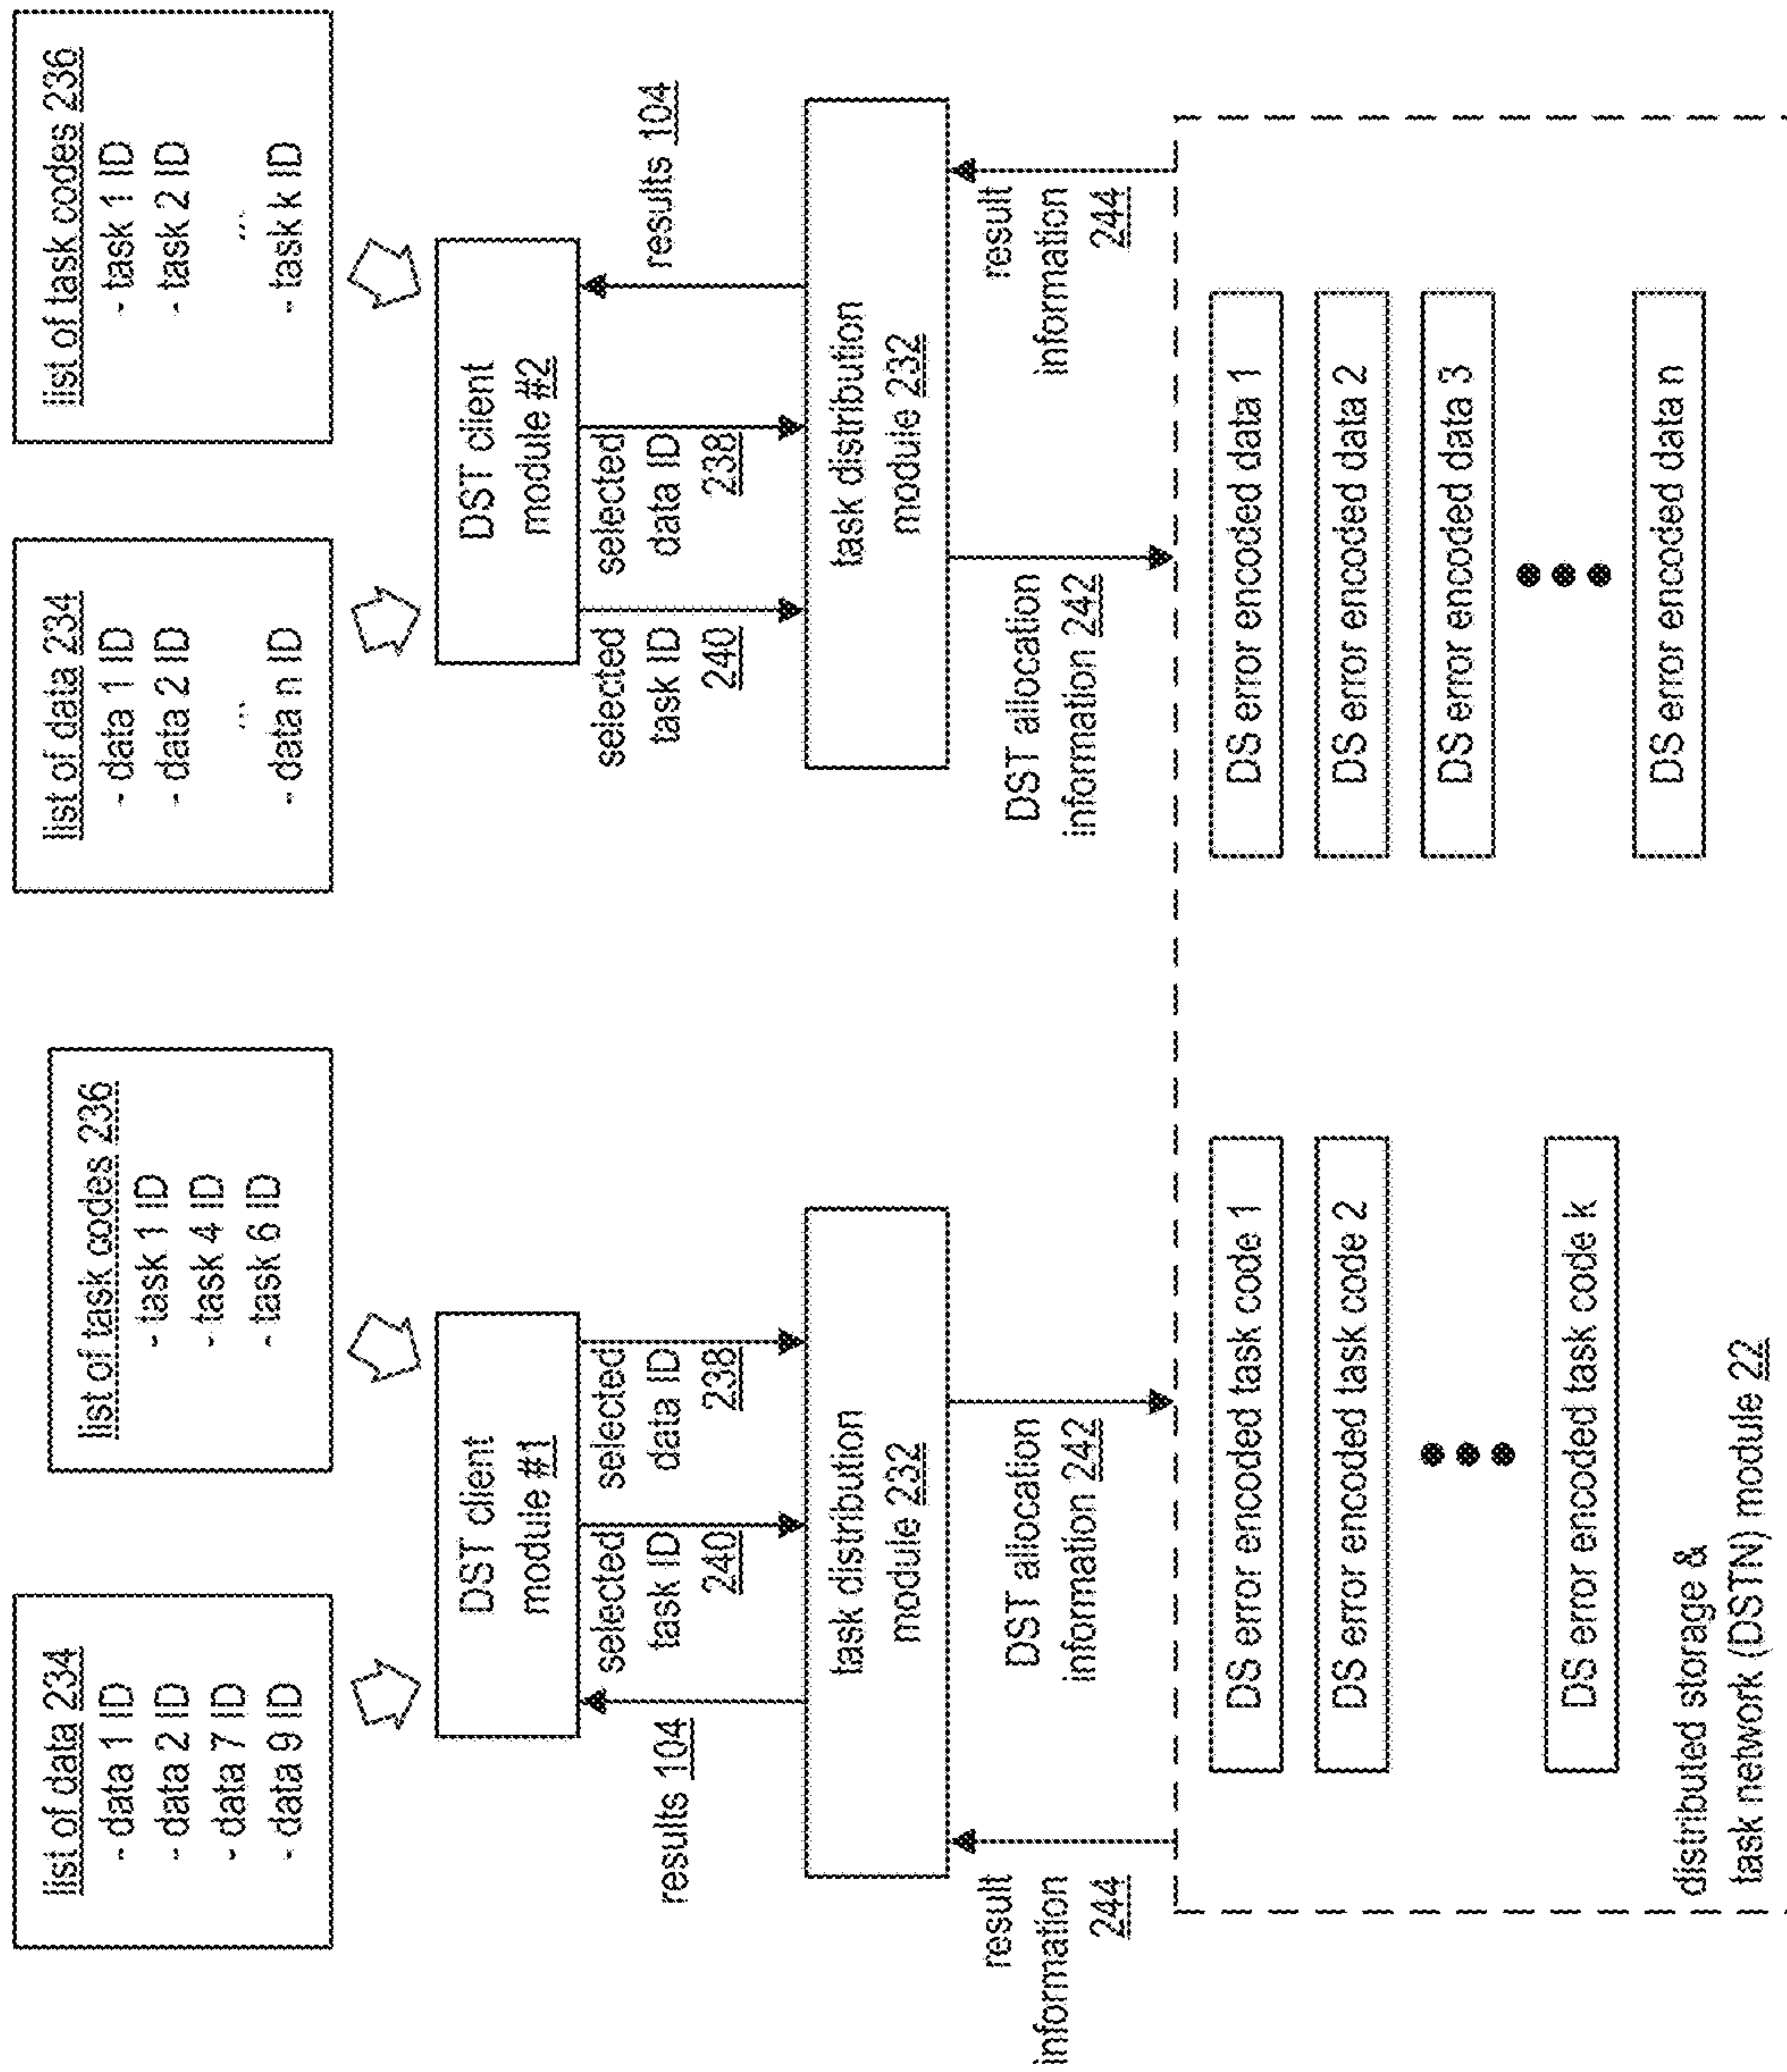 list of data 234
- data 1 ID
- data 2 ID
- data 7 ID
- data 9 ID
list of task codes 236
- task 1 ID
- task 4 ID
- task 6 ID
list of data 234
- data 1 ID
- data 2 ID
...
- data n ID
list of task codes 236
- task 1 ID
- task 2 ID
...
- task k ID
DST client
module #1
DST client
module #2
results 104
selected
task ID
240
selected
data ID
238
selected
task ID
240
selected
data ID
238
results 104
task distribution
module 232
task distribution
module 232
result
information
244
DST allocation
information 242
DST allocation
information 242
result
information
244
DS error encoded task code 1
DS error encoded task code 2
DS error encoded task code k
DS error encoded data 1
DS error encoded data 2
DS error encoded data 3
DS error encoded data n
distributed storage &
task network (DSTN) module 22